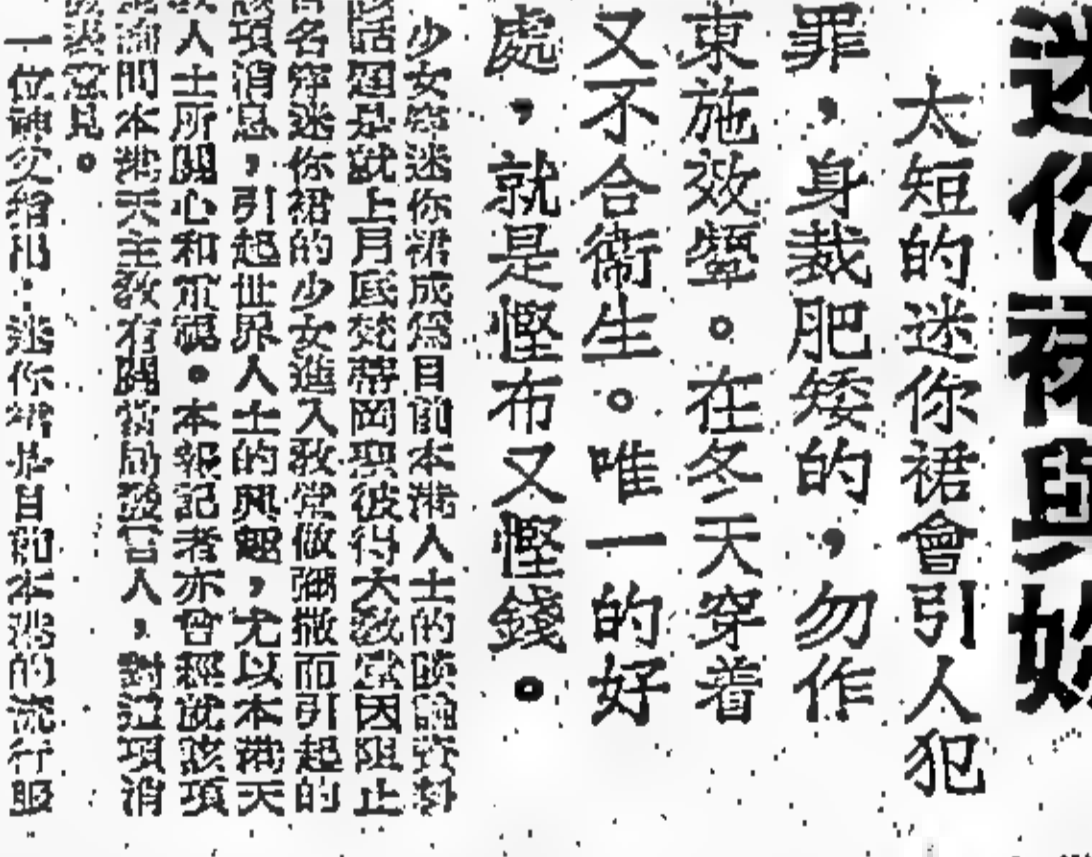 迷你裙與妳
太短的迷你裙會引人犯
罪，身裁肥矮的，勿作
東施效顰。在冬天穿着
又不合衞生。唯一的好
處，就是慳布又慳錢。
少女穿迷你裙成爲目前本港人士的談論資料
該話題是就上月底梵蒂岡聖彼得大教堂因阻止
名穿迷你裙的少女進入教堂做彌撒而引起的
該項消息，引起世界人士的興趣，尤以本港天
人士所關心和重視。本報記者亦曾經就該項
問本港天主教有關當局發言人，對這項消
表意見。
一位神父指出：迷你裙是目前本港的流行服